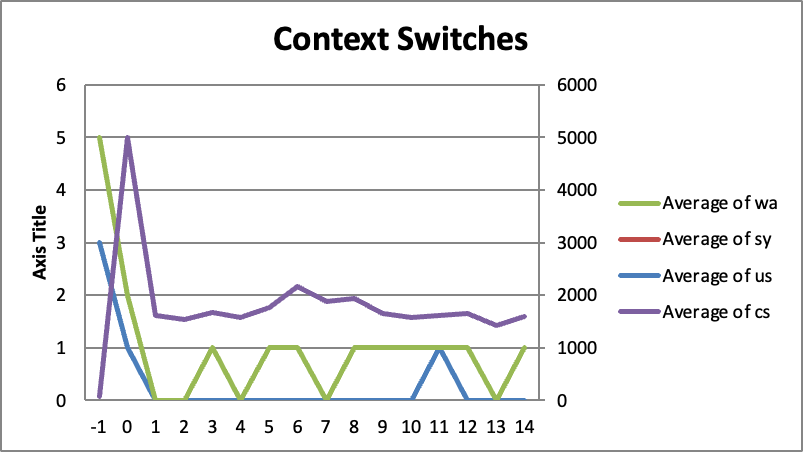 Context Switches
6 6000
5 5000
4 4000
3 3000
2 2000
1 1000
0 0
Axis Title
-1 0 1 2 3 4 5 6 7 8 9 10 11 12 13 14
Average of wa
Average of sy
Average of us
Average of cs